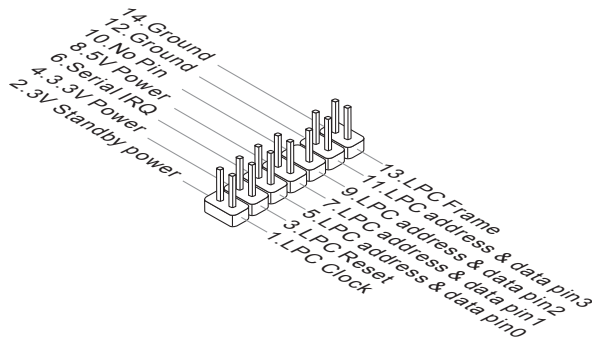 14.Ground
12.Ground
10.No Pin
8.5V Power
6.Serial IRQ
4.3.3V Power
2.3V Standby power
13.LPC Frame
11.LPC address & data pin3
9.LPC address & data pin2
7.LPC address & data pin1
5.LPC address & data pin0
3.LPC Reset
1.LPC Clock